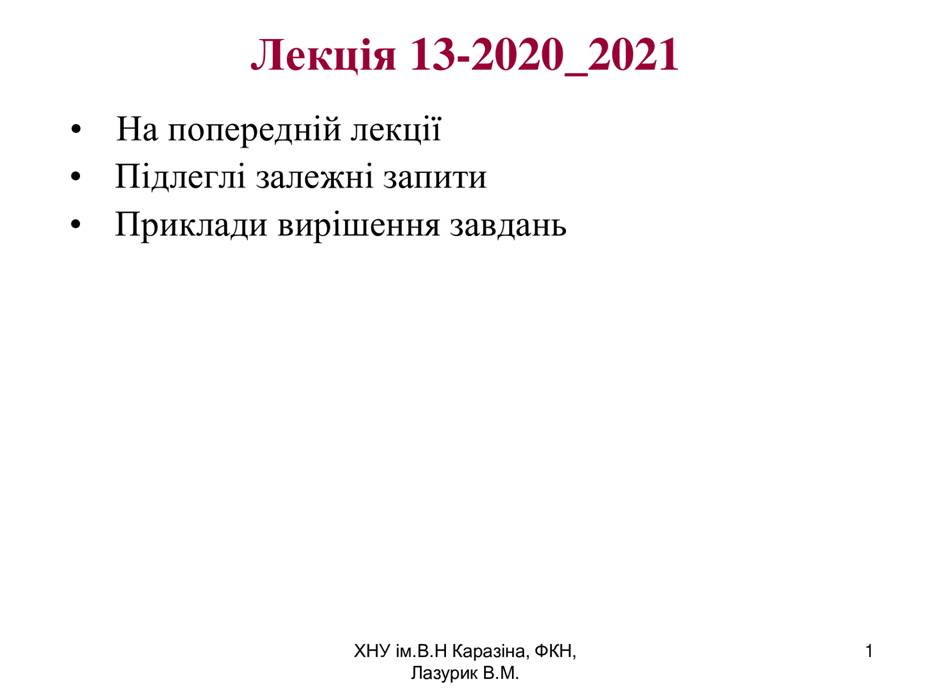 Лекція 13-2020_2021
• На попередній лекції
• Підлеглі залежні запити
• Приклади вирішення завдань
ХНУ ім.В.Н Каразіна, ФКН,
Лазурик В.М.
1